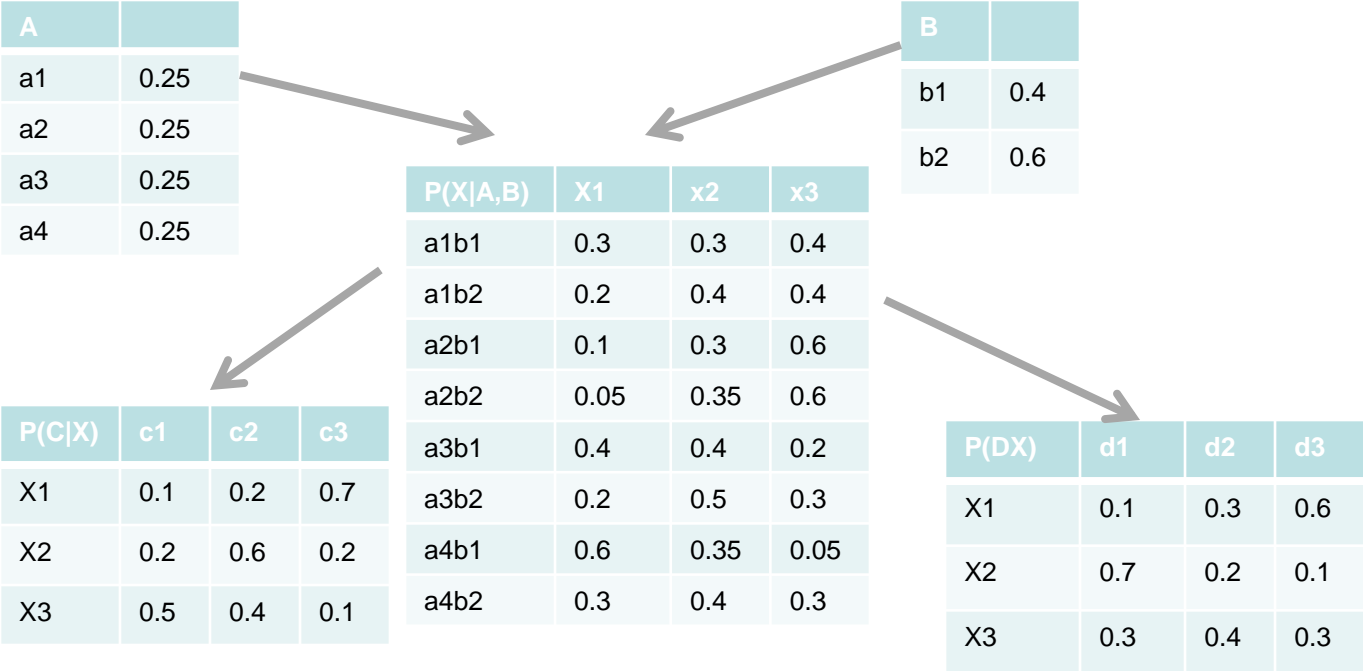 A
a1 0.25
a2 0.25
a3 0.25
a4 0.25
B
b1 0.4
b2 0.6
P(X|A,B) X1 x2 x3
a1b1 0.3 0.3 0.4
a1b2 0.2 0.4 0.4
a2b1 0.1 0.3 0.6
a2b2 0.05 0.35 0.6
a3b1 0.4 0.4 0.2
a3b2 0.2 0.5 0.3
a4b1 0.6 0.35 0.05
a4b2 0.3 0.4 0.3
P(C|X) c1 c2 c3
X1 0.1 0.2 0.7
X2 0.2 0.6 0.2
X3 0.5 0.4 0.1
P(DX) d1 d2 d3
X1 0.1 0.3 0.6
X2 0.7 0.2 0.1
X3 0.3 0.4 0.3